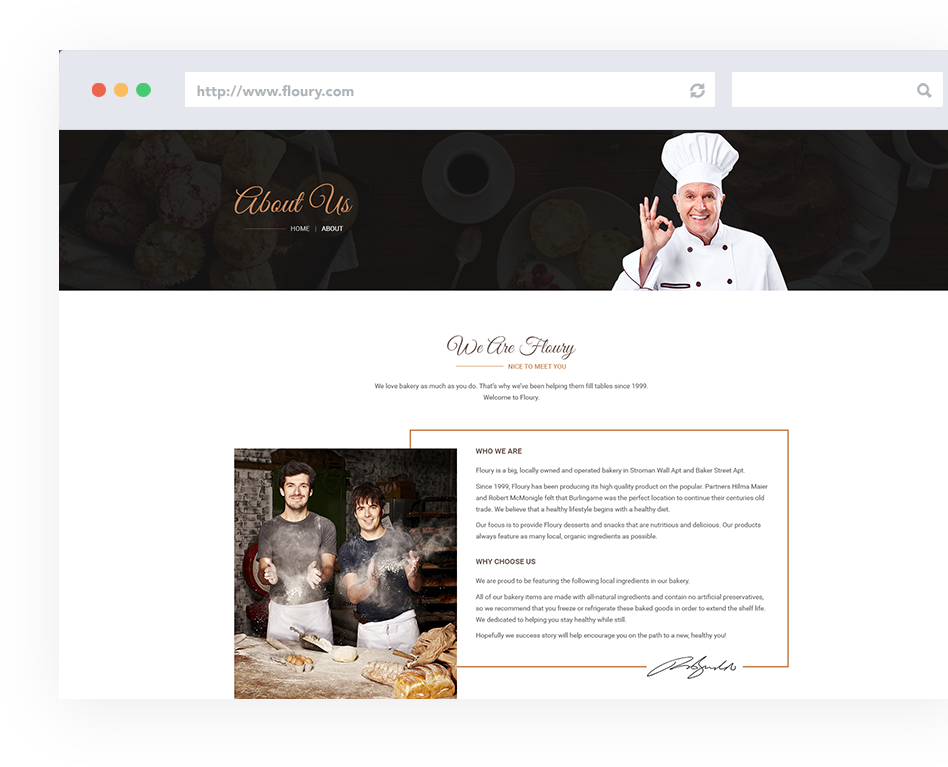 http://www.floury.com
About Us
HOME | ABOUT
We Are Floury
NICE TO MEET YOU
We love bakery as much as you do. That's why we've been helping them fill tables since 1999.
Welcome to Floury.
WHO WE ARE
Floury is a big, locally owned and operated bakery in Stroman Wall Apt and Baker Street Apt.
Since 1999, Floury has been producing its high quality product on the popular. Partners Hilma Maier
and Robert McMonigle felt that Burlingame was the perfect location to continue their centuries old
trade. We believe that a healthy lifestyle begins with a healthy diet.
Our focus is to provide Floury desserts and snacks that are nutritious and delicious. Our products
always feature as many local, organic ingredients as possible.
WHY CHOOSE US
We are proud to be featuring the following local ingredients in our bakery.
All of our bakery items are made with all-natural ingredients and contain no artificial preservatives,
so we recommend that you freeze or refrigerate these baked goods in order to extend the shelf life.
We dedicated to helping you stay healthy while still.
Hopefully we success story will help encourage you on the path to a new, healthy you!